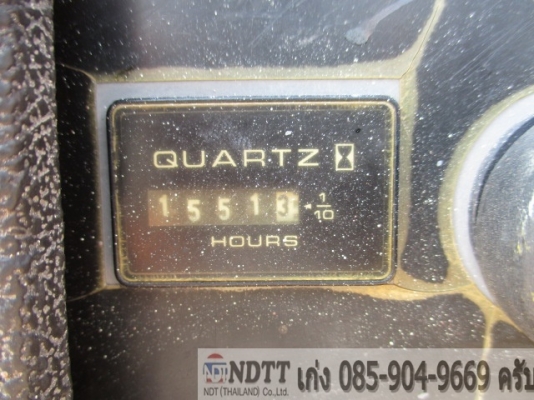 QUARTZ
15513 1/10
HOURS
NDT NDTT เก่ง 085-904-9669 ครับ
NDT (THAILAND) Co.,Ltd.